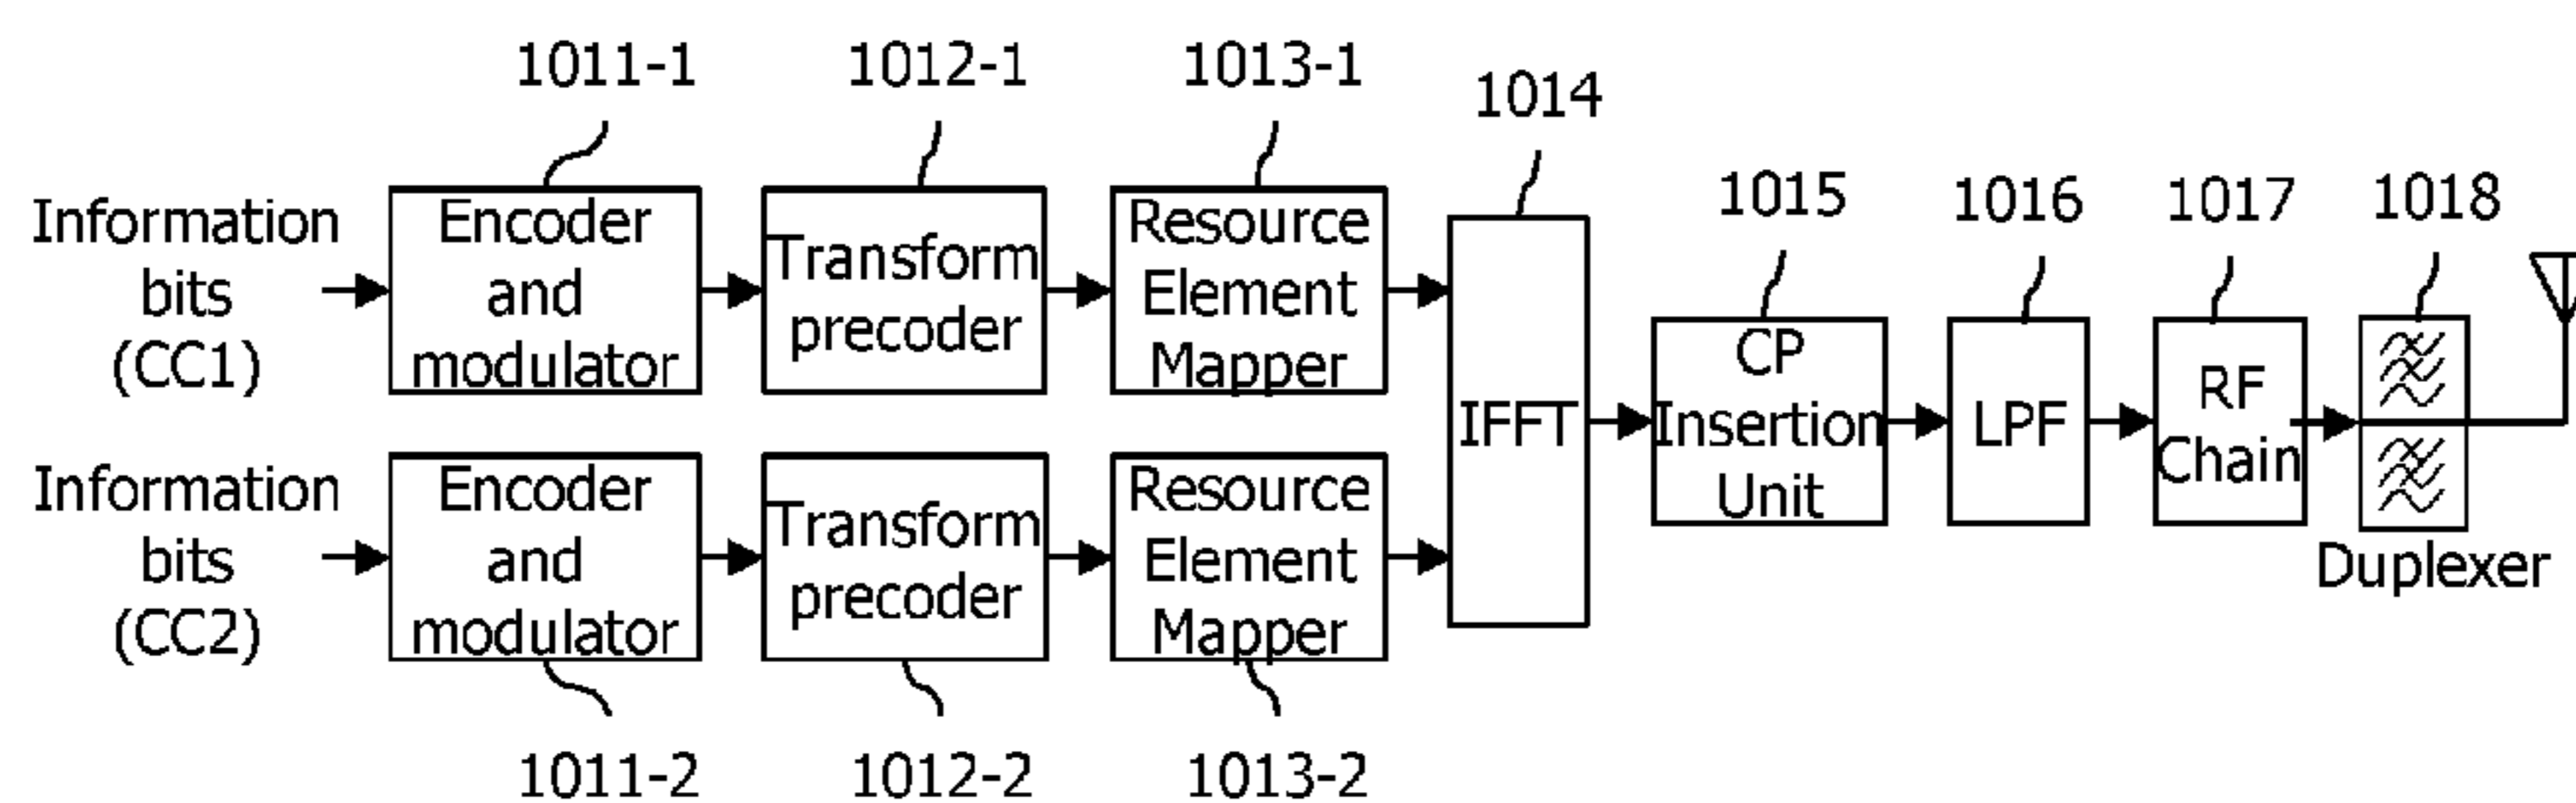 1011-1
1012-1
1013-1
1014
1015
1016
1017
1018
Information
bits
(CC1)
Encoder
and
modulator
Transform
precoder
Resource
Element
Mapper
IFFT
CP
Insertion
Unit
LPF
RF
Chain
Duplexer
Information
bits
(CC2)
Encoder
and
modulator
Transform
precoder
Resource
Element
Mapper
1011-2
1012-2
1013-2